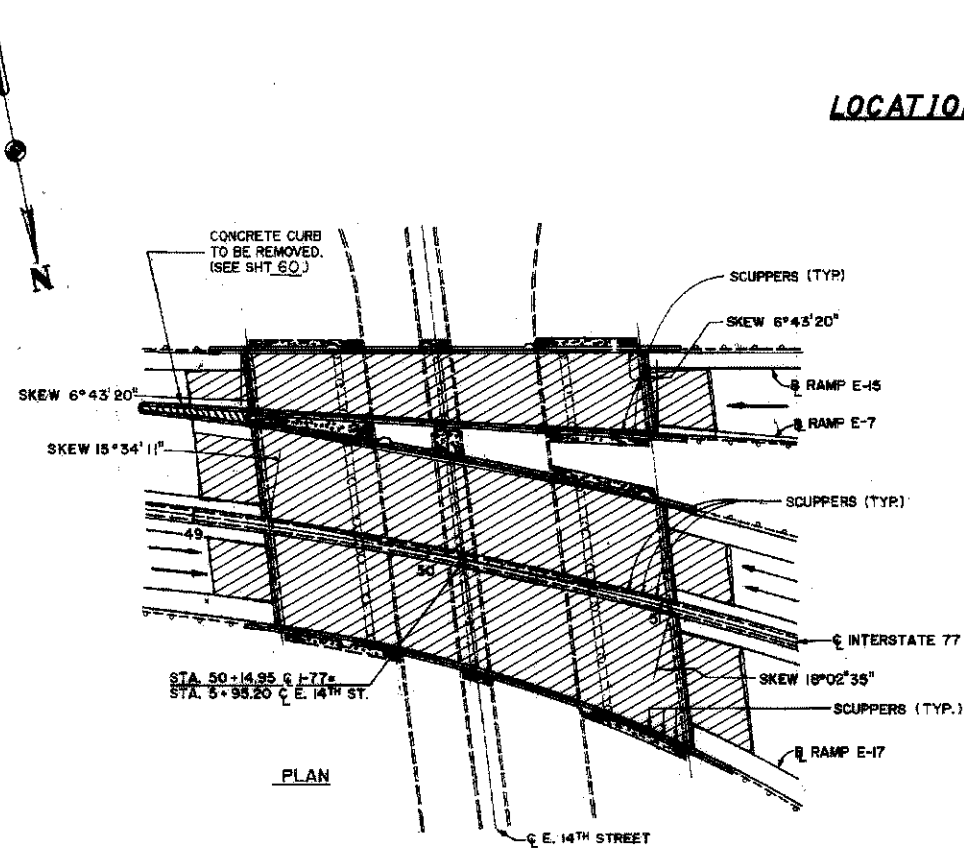 LOCATIO
N
CONCRETE CURB
TO BE REMOVED.
(SEE SHT 60)
SCUPPERS (TYP)
SKEW 6°43'20"
SKEW 6°43'20"
℄ RAMP E-15
℄ RAMP E-7
SKEW 15°34'11"
SCUPPERS (TYP.)
49
50
51
℄ INTERSTATE 77
STA. 50+14.95 ℄ I-77=
STA. 5+95.20 ℄ E. 14TH ST.
SKEW 18°02"35"
SCUPPERS (TYP.)
℄ RAMP E-17
PLAN
℄ E. 14TH STREET